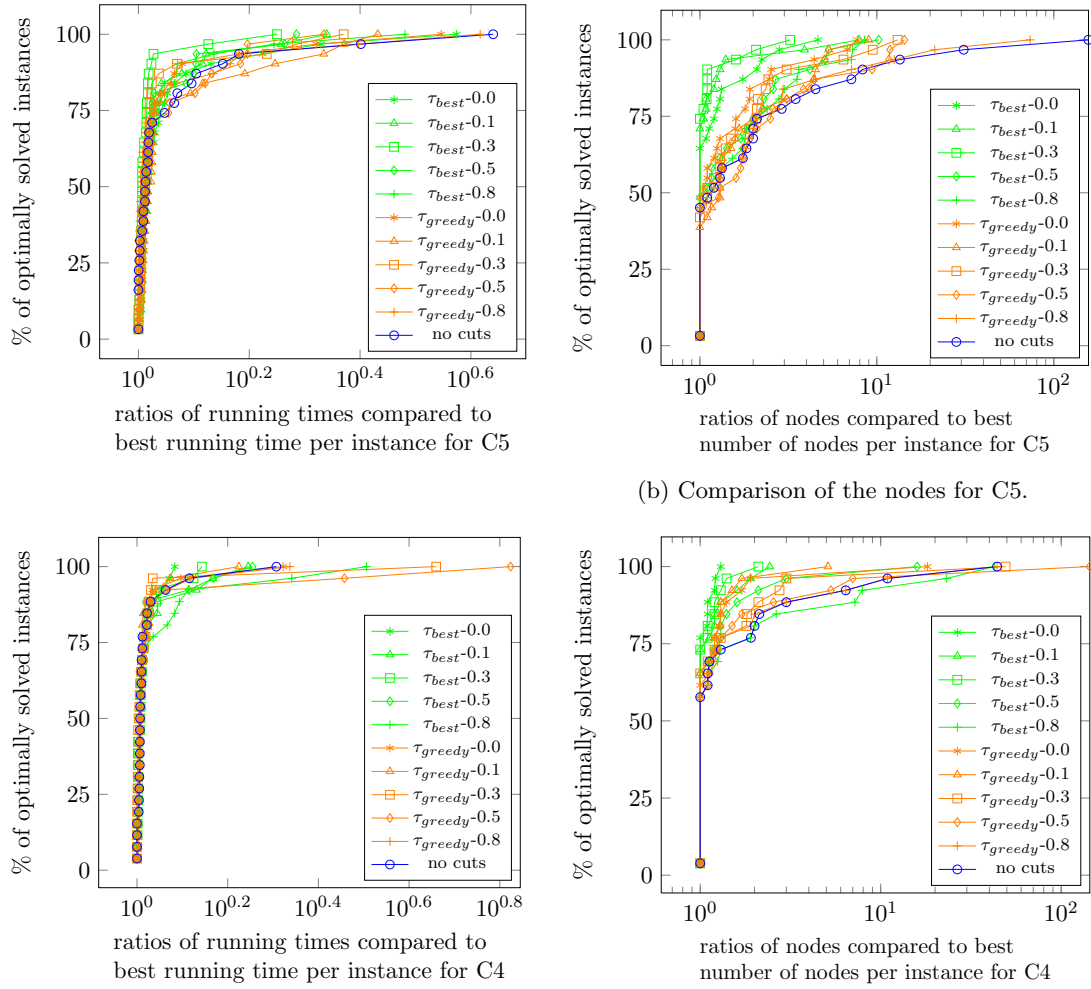 % of optimally solved instances
100
75
50
25
0
10^0
10^0.2
10^0.4
10^0.6
τ_best-0.0
τ_best-0.1
τ_best-0.3
τ_best-0.5
τ_best-0.8
τ_greedy-0.0
τ_greedy-0.1
τ_greedy-0.3
τ_greedy-0.5
τ_greedy-0.8
no cuts
ratios of running times compared to
best running time per instance for C5
% of optimally solved instances
100
75
50
25
0
10^0
10^1
10^2
τ_best-0.0
τ_best-0.1
τ_best-0.3
τ_best-0.5
τ_best-0.8
τ_greedy-0.0
τ_greedy-0.1
τ_greedy-0.3
τ_greedy-0.5
τ_greedy-0.8
no cuts
ratios of nodes compared to best
number of nodes per instance for C5
(b) Comparison of the nodes for C5.
% of optimally solved instances
100
75
50
25
0
10^0
10^0.2
10^0.4
10^0.6
10^0.8
τ_best-0.0
τ_best-0.1
τ_best-0.3
τ_best-0.5
τ_best-0.8
τ_greedy-0.0
τ_greedy-0.1
τ_greedy-0.3
τ_greedy-0.5
τ_greedy-0.8
no cuts
ratios of running times compared to
best running time per instance for C4
% of optimally solved instances
100
75
50
25
0
10^0
10^1
10^2
τ_best-0.0
τ_best-0.1
τ_best-0.3
τ_best-0.5
τ_best-0.8
τ_greedy-0.0
τ_greedy-0.1
τ_greedy-0.3
τ_greedy-0.5
τ_greedy-0.8
no cuts
ratios of nodes compared to best
number of nodes per instance for C4